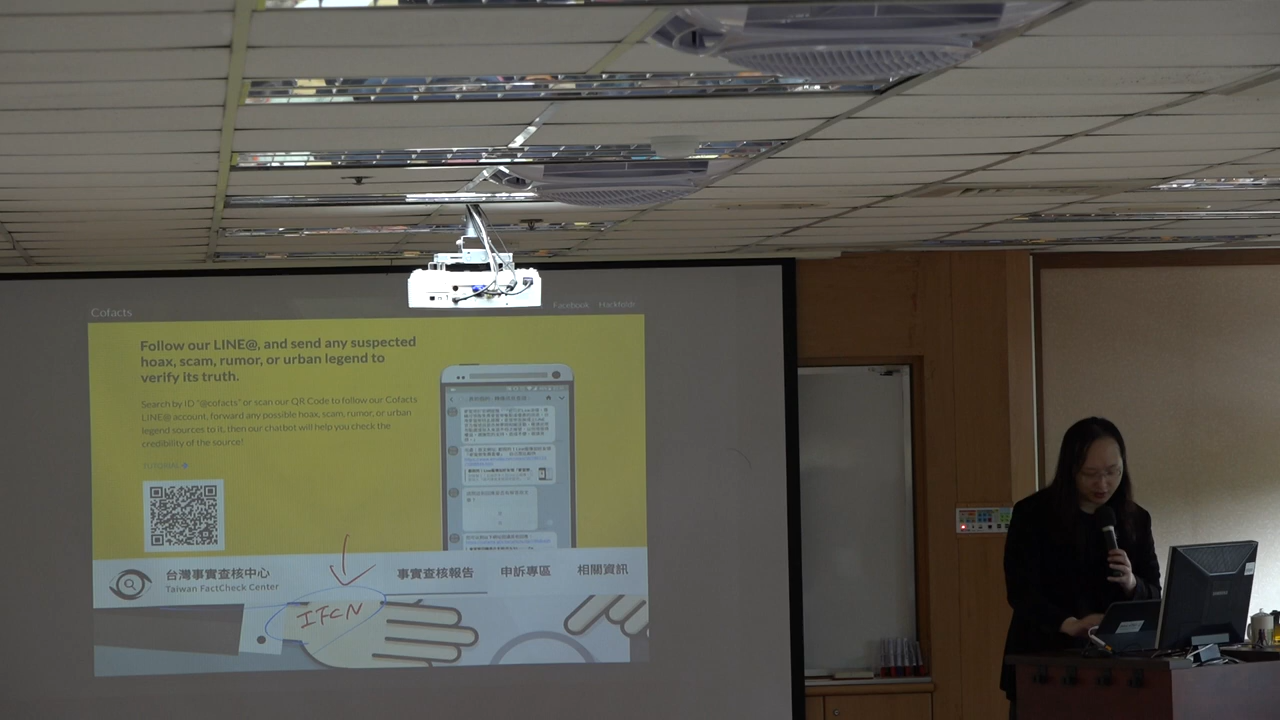 Cofacts
Facebook Hackfoldr
Follow our LINE@, and send any suspected
hoax, scam, rumor, or urban legend to
verify its truth.
Search by ID "@cofacts" or scan our QR Code to follow our Cofacts
LINE@ account, forward any possible hoax, scam, rumor, or urban
legend sources to it, then our chatbot will help you check the
credibility of the source!
TUTORIAL
台灣事實查核中心
Taiwan FactCheck Center
事實查核報告 申訴專區 相關資訊
IFCN